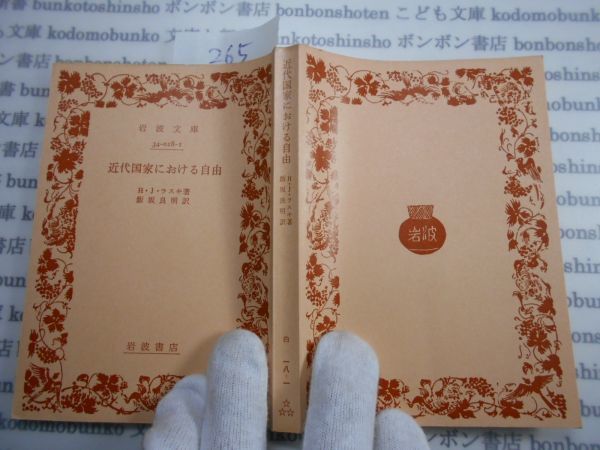 新書 bunkotoshinsho ボンボン書店 bonbonshoten こども文庫 kodomobunko
265
岩波文庫
34-018-1
近代国家における自由
H・J・ラスキ著
飯坂良明訳
岩波書店
近代国家における自由
H・J・ラスキ著
飯坂良明訳
白
一八-一
☆
☆☆
岩波